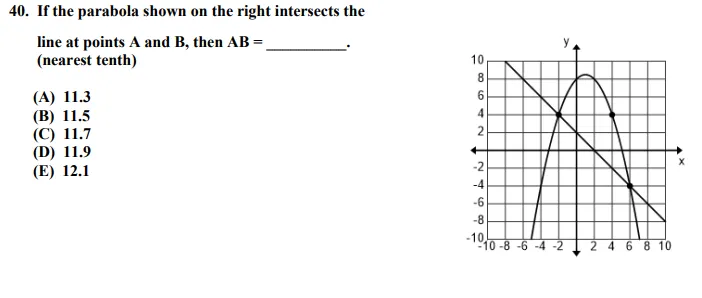 40. If the parabola shown on the right intersects the
line at points A and B, then AB = __________.
(nearest tenth)
(A) 11.3
(B) 11.5
(C) 11.7
(D) 11.9
(E) 12.1
y
10
8
6
4
2
x
-2
-4
-6
-8
-10
-10 -8 -6 -4 -2 2 4 6 8 10